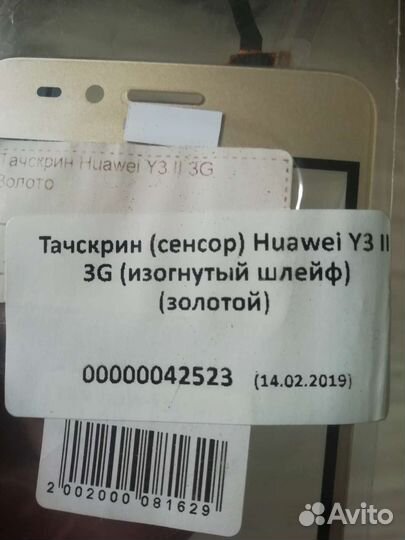 Тачскрин Huawei Y3 II 3G
Золото
Тачскрин (сенсор) Huawei Y3 II
3G (изогнутый шлейф)
(золотой)
00000042523 (14.02.2019)
2 002000 081629
Avito